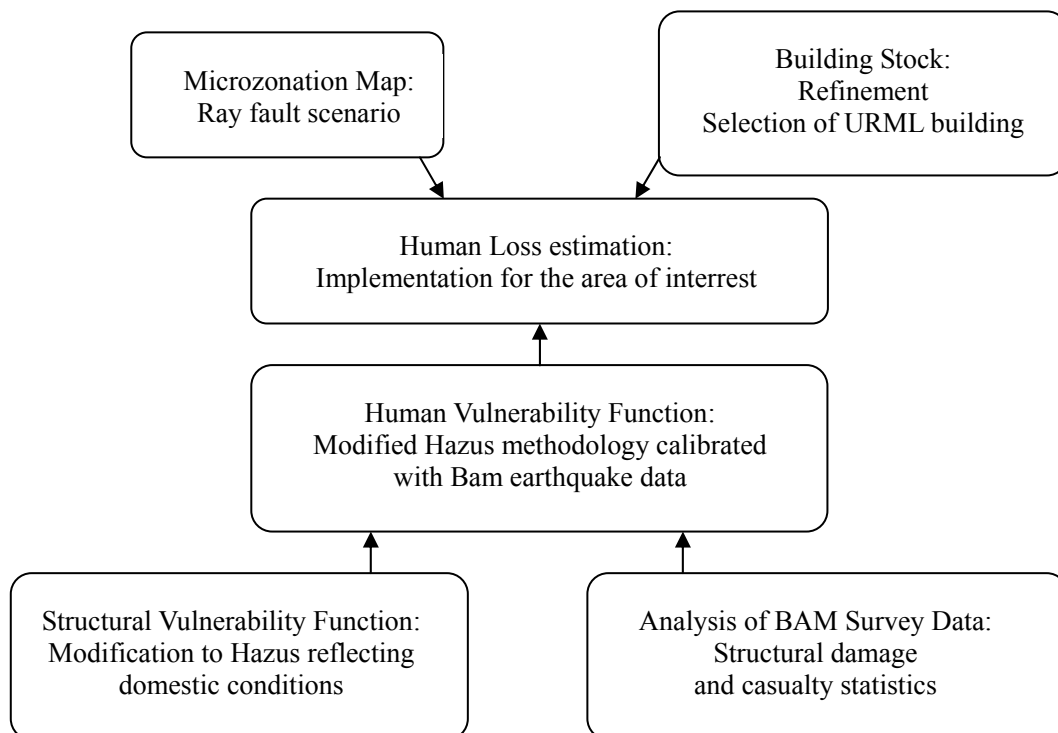 Microzonation Map:
Ray fault scenario
Building Stock:
Refinement
Selection of URML building
Human Loss estimation:
Implementation for the area of interrest
Human Vulnerability Function:
Modified Hazus methodology calibrated
with Bam earthquake data
Structural Vulnerability Function:
Modification to Hazus reflecting
domestic conditions
Analysis of BAM Survey Data:
Structural damage
and casualty statistics